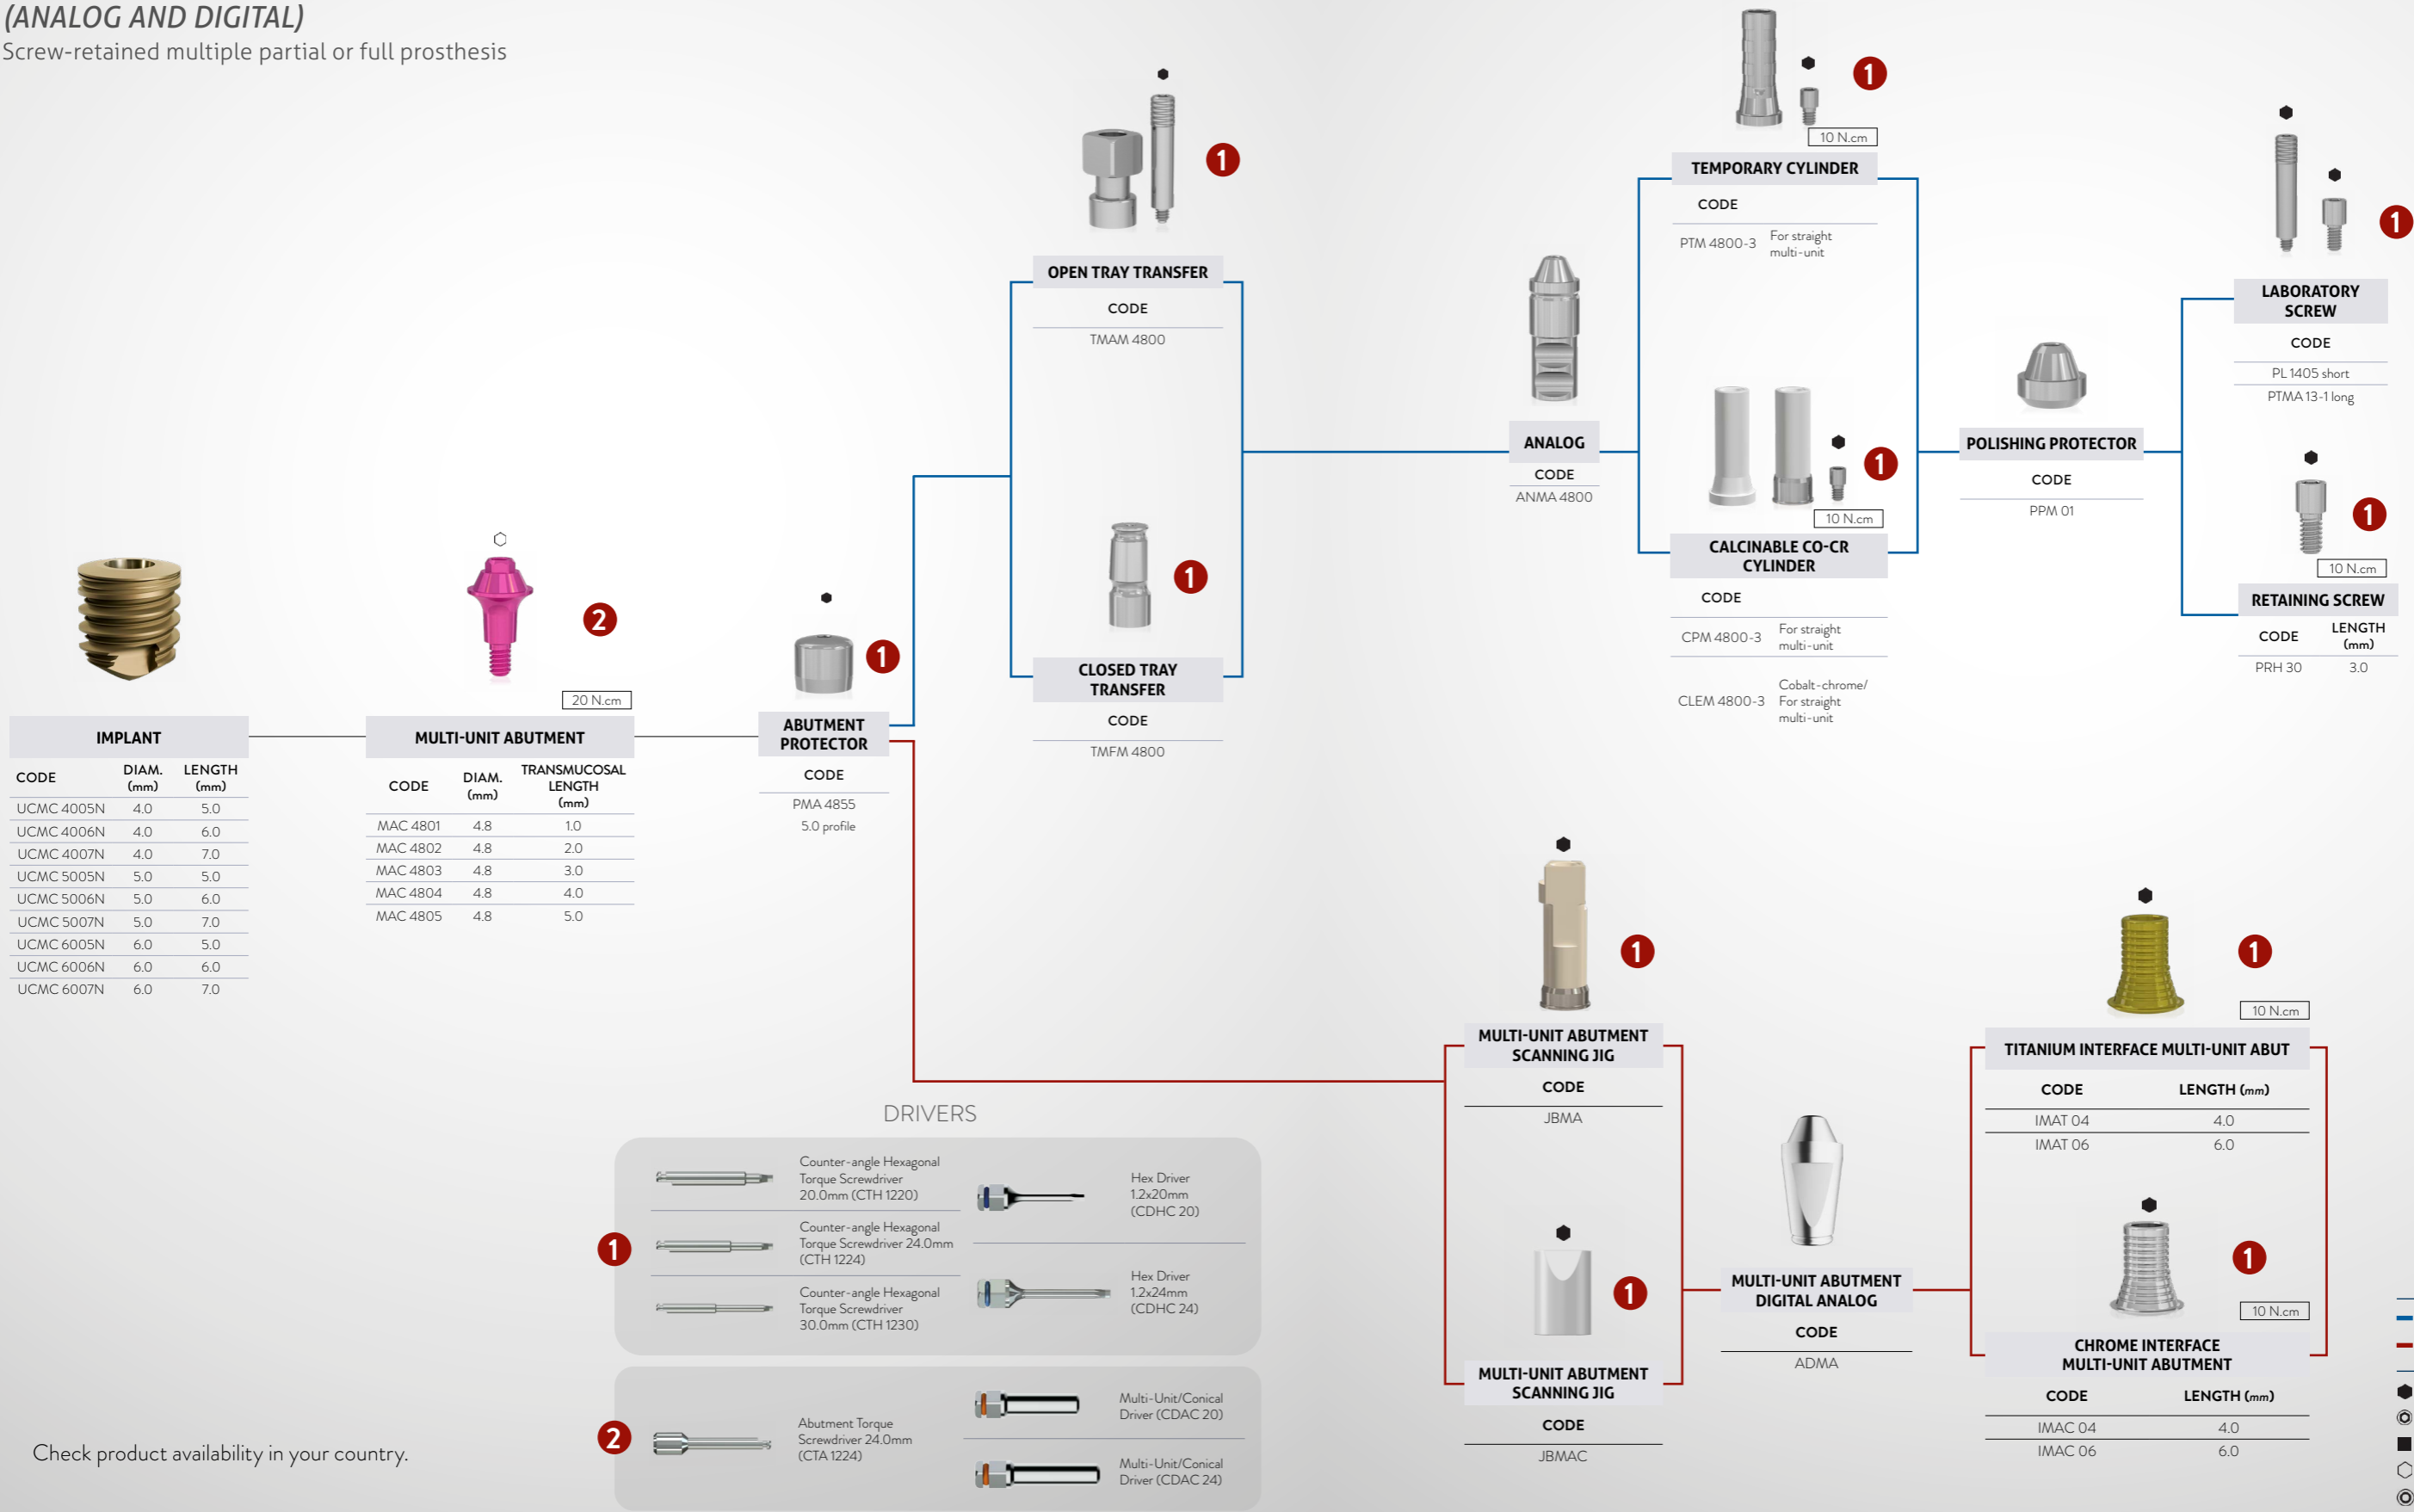 (ANALOG AND DIGITAL)
Screw-retained multiple partial or full prosthesis
IMPLANT
CODE DIAM. (mm) LENGTH (mm)
UCMC 4005N 4.0 5.0
UCMC 4006N 4.0 6.0
UCMC 4007N 4.0 7.0
UCMC 5005N 5.0 5.0
UCMC 5006N 5.0 6.0
UCMC 5007N 5.0 7.0
UCMC 6005N 6.0 5.0
UCMC 6006N 6.0 6.0
UCMC 6007N 6.0 7.0
2
20 N.cm
MULTI-UNIT ABUTMENT
CODE DIAM. (mm) TRANSMUCOSAL LENGTH (mm)
MAC 4801 4.8 1.0
MAC 4802 4.8 2.0
MAC 4803 4.8 3.0
MAC 4804 4.8 4.0
MAC 4805 4.8 5.0
1
ABUTMENT
PROTECTOR
CODE
PMA 4855
5.0 profile
1
OPEN TRAY TRANSFER
CODE
TMAM 4800
1
CLOSED TRAY
TRANSFER
CODE
TMFM 4800
ANALOG
CODE
ANMA 4800
1
10 N.cm
TEMPORARY CYLINDER
CODE
PTM 4800-3 For straight
multi-unit
1
10 N.cm
CALCINABLE CO-CR
CYLINDER
CODE
CPM 4800-3 For straight
multi-unit
CLEM 4800-3 Cobalt-chrome/
For straight
multi-unit
POLISHING PROTECTOR
CODE
PPM 01
1
LABORATORY
SCREW
CODE
PL 1405 short
PTMA 13-1 long
1
10 N.cm
RETAINING SCREW
CODE LENGTH (mm)
PRH 30 3.0
1
MULTI-UNIT ABUTMENT
SCANNING JIG
CODE
JBMA
1
MULTI-UNIT ABUTMENT
SCANNING JIG
CODE
JBMAC
MULTI-UNIT ABUTMENT
DIGITAL ANALOG
CODE
ADMA
1
10 N.cm
TITANIUM INTERFACE MULTI-UNIT ABUT
CODE LENGTH (mm)
IMAT 04 4.0
IMAT 06 6.0
1
10 N.cm
CHROME INTERFACE
MULTI-UNIT ABUTMENT
CODE LENGTH (mm)
IMAC 04 4.0
IMAC 06 6.0
DRIVERS
1
Counter-angle Hexagonal
Torque Screwdriver
20.0mm (CTH 1220)
Counter-angle Hexagonal
Torque Screwdriver 24.0mm
(CTH 1224)
Counter-angle Hexagonal
Torque Screwdriver
30.0mm (CTH 1230)
Hex Driver
1.2x20mm
(CDHC 20)
Hex Driver
1.2x24mm
(CDHC 24)
2
Abutment Torque
Screwdriver 24.0mm
(CTA 1224)
Multi-Unit/Conical
Driver (CDAC 20)
Multi-Unit/Conical
Driver (CDAC 24)
Check product availability in your country.